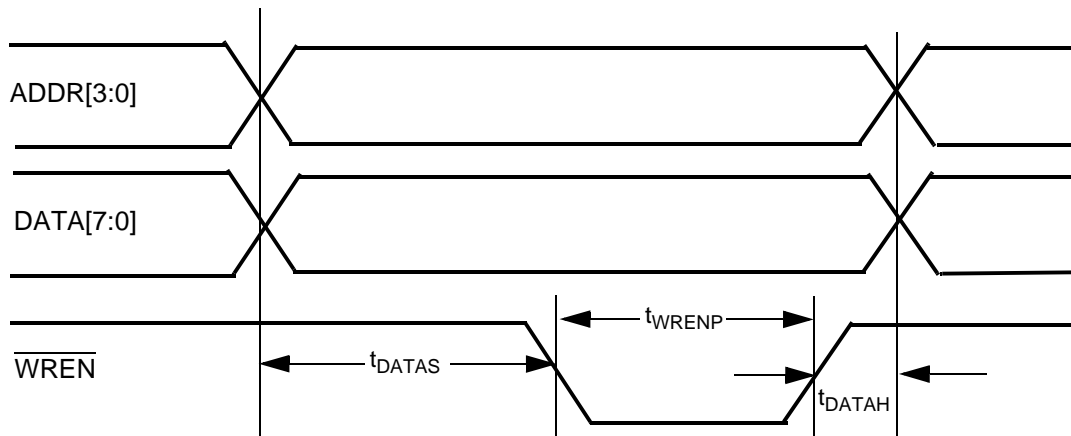 ADDR[3:0]
DATA[7:0]
tWRENP
WREN
tDATAS
tDATAH